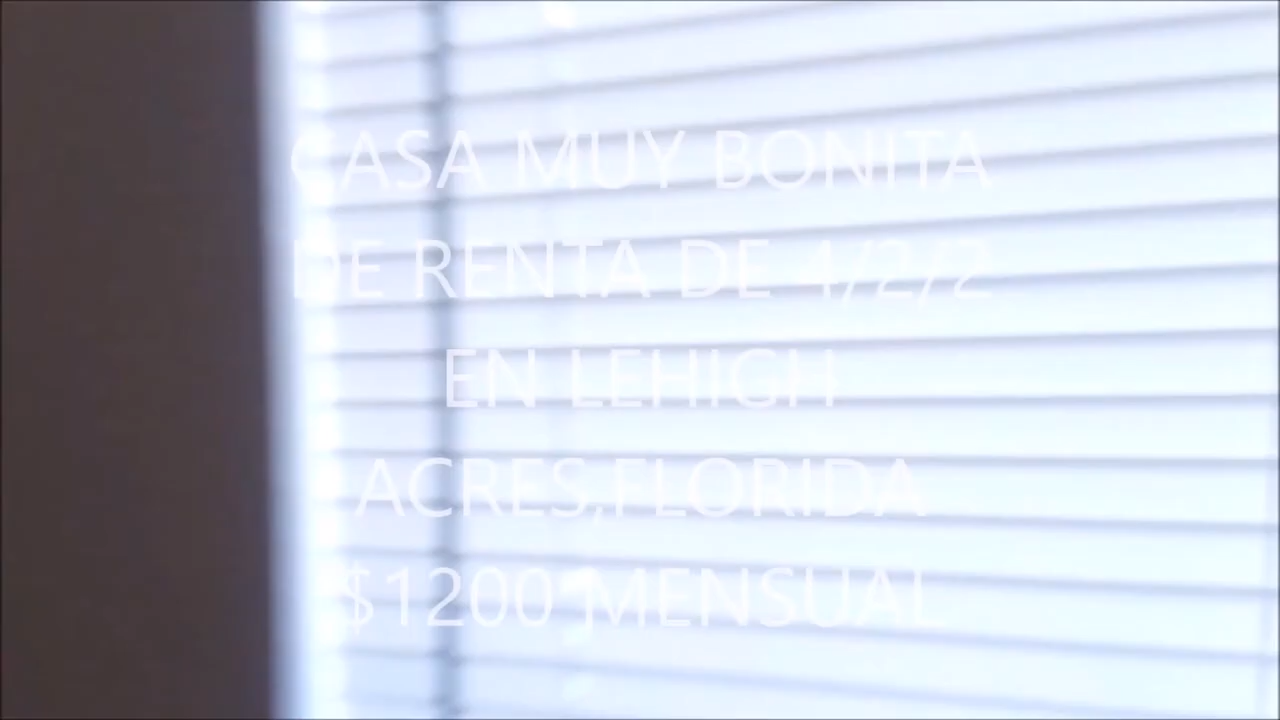 CASA MUY BONITA
DE RENTA DE 4/2/2
EN LEHIGH
ACRES,FLORIDA
$1200 MENSUAL